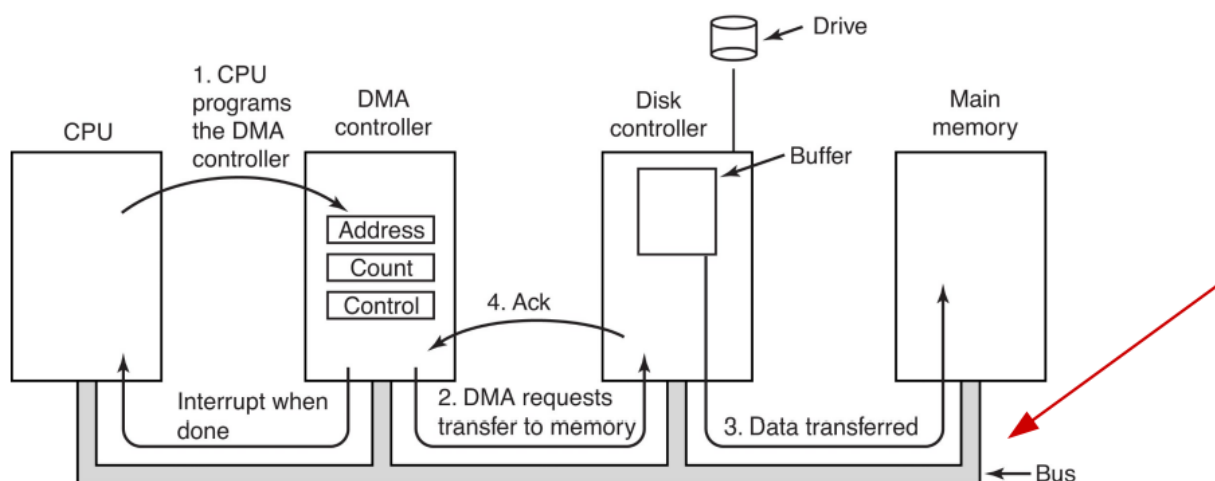 Drive
1. CPU
programs
the DMA
controller
CPU
DMA
controller
Disk
controller
Main
memory
Buffer
Address
Count
Control
4. Ack
Interrupt when
done
2. DMA requests
transfer to memory
3. Data transferred
Bus